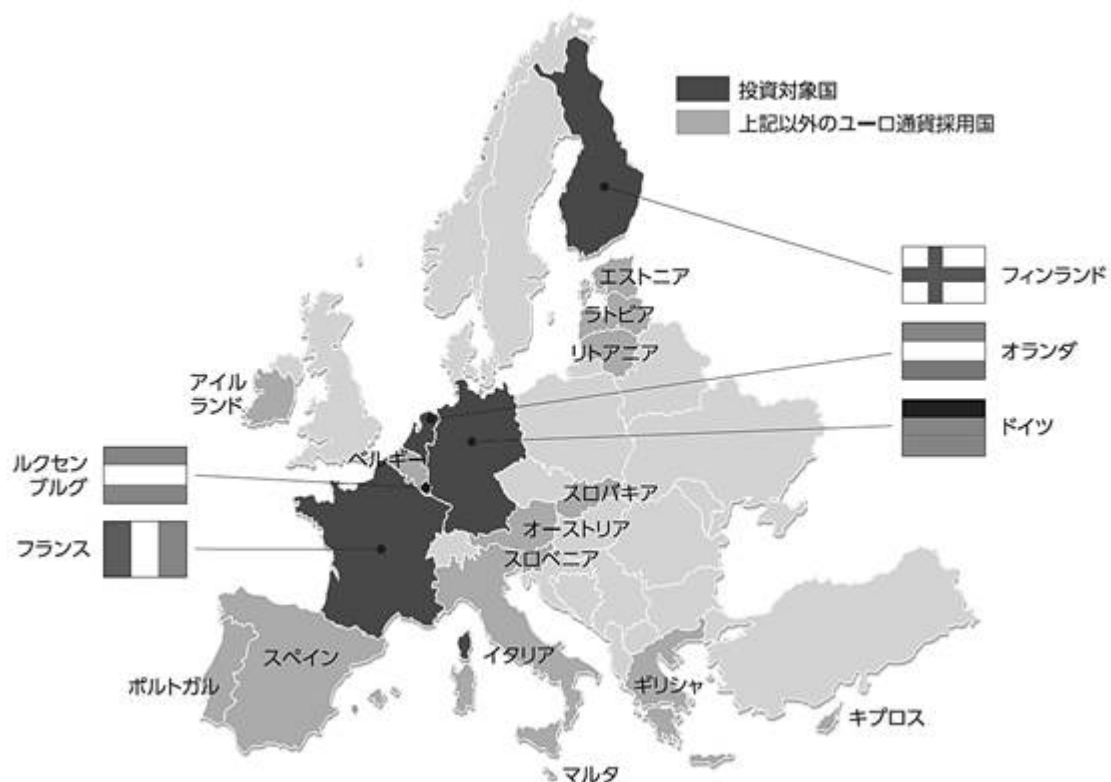 投資対象国
上記以外のユーロ通貨採用国
フィンランド
エストニア
ラトビア
リトアニア
オランダ
アイル
ランド
ドイツ
ベルギー
ルクセン
ブルグ
スロバキア
オーストリア
フランス
スロベニア
スペイン
イタリア
ポルトガル
ギリシャ
キプロス
マルタ